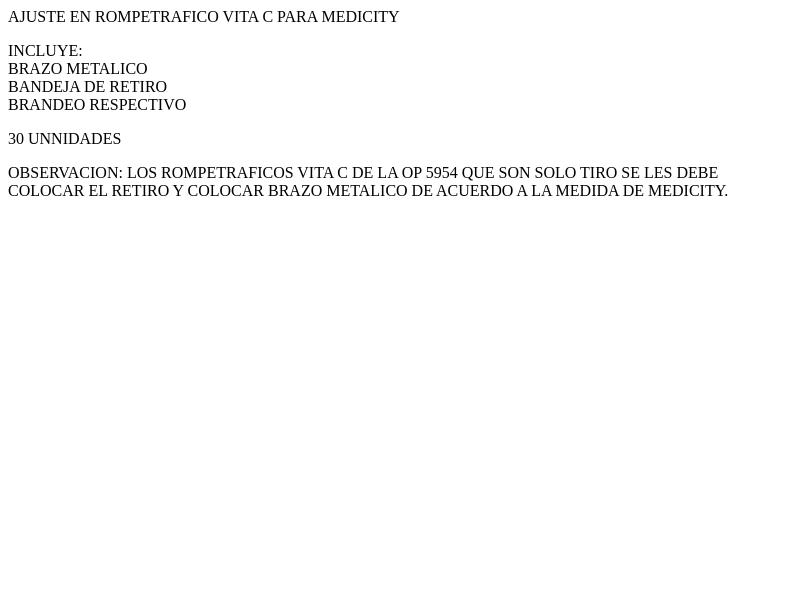 AJUSTE EN ROMPETRAFICO VITA C PARA MEDICITY
INCLUYE:
BRAZO METALICO
BANDEJA DE RETIRO
BRANDEO RESPECTIVO
30 UNNIDADES
OBSERVACION: LOS ROMPETRAFICOS VITA C DE LA OP 5954 QUE SON SOLO TIRO SE LES DEBE
COLOCAR EL RETIRO Y COLOCAR BRAZO METALICO DE ACUERDO A LA MEDIDA DE MEDICITY.